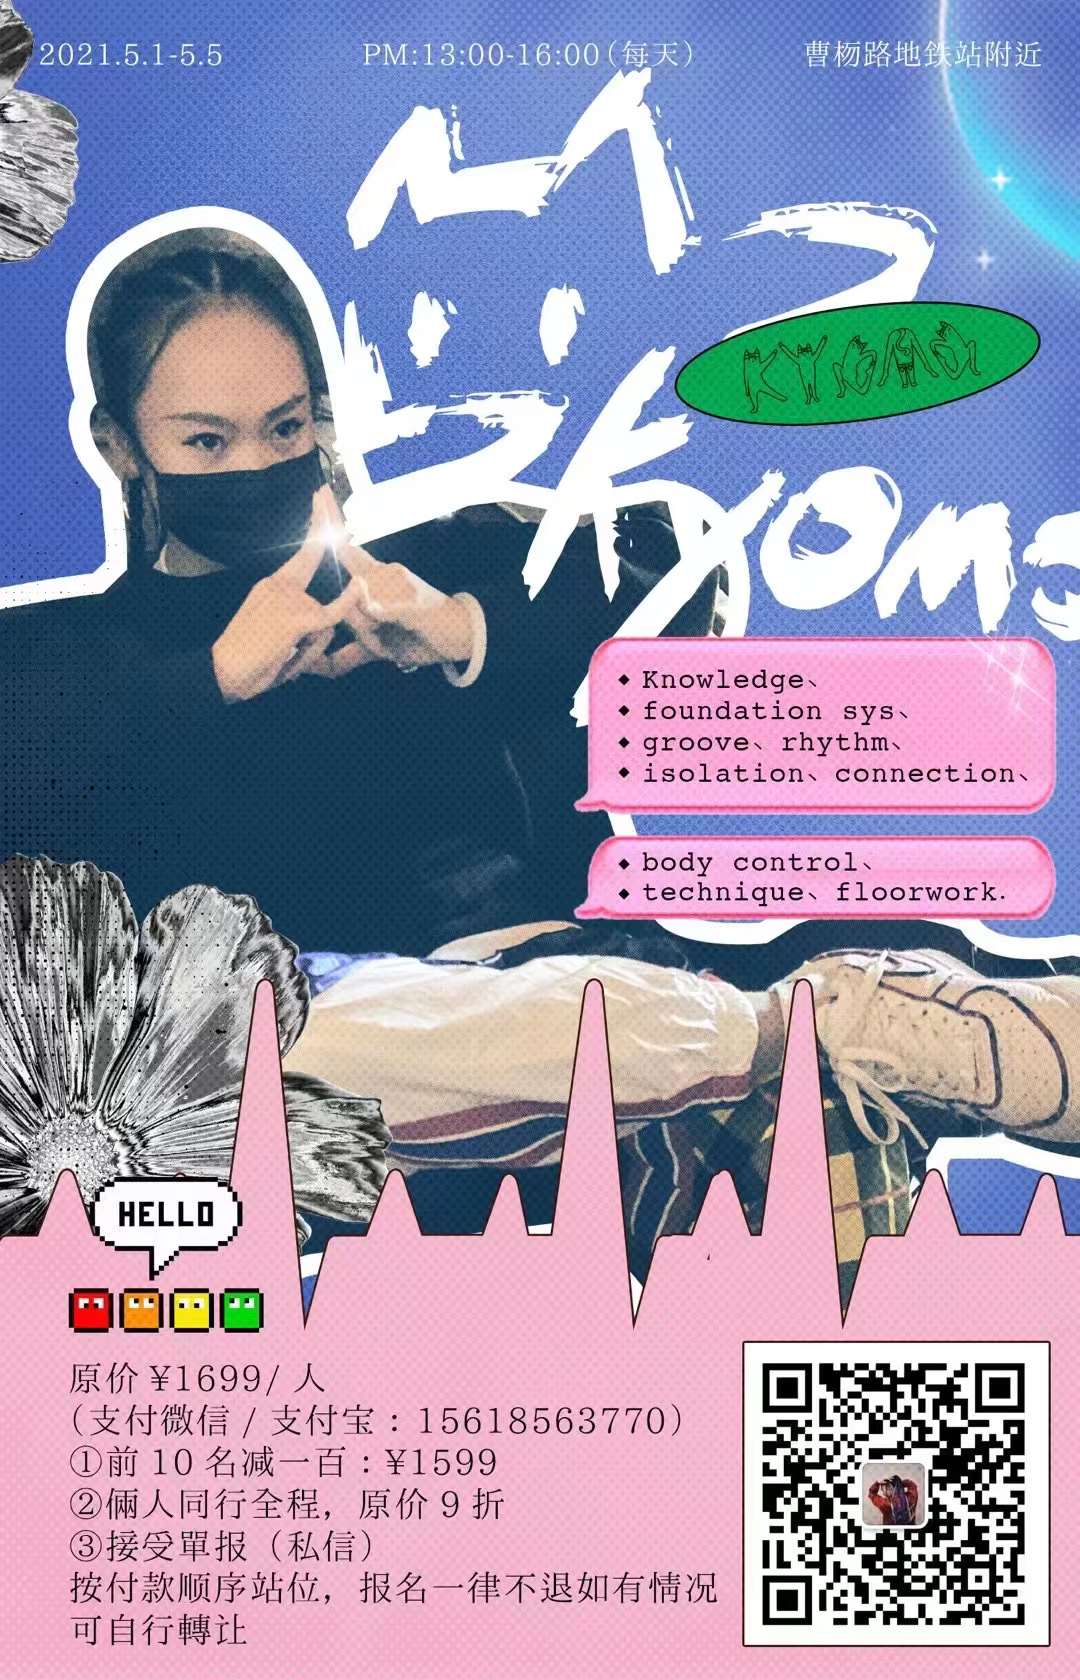 2021.5.1-5.5
PM:13:00-16:00（每天）
曹杨路地鉄站附近
KYOMO
Kyomo
◆ Knowledge、
◆ foundation sys、
◆ groove、rhythm、
◆ isolation、connection、
◆ body control、
◆ technique、floorwork.
HELLO
原价 ¥1699/ 人
（支付微信 / 支付宝：15618563770）
①前 10 名减一百：¥1599
②倆人同行全程，原价 9 折
③接受單报（私信）
按付款顺序站位，报名一律不退如有情况
可自行轉让